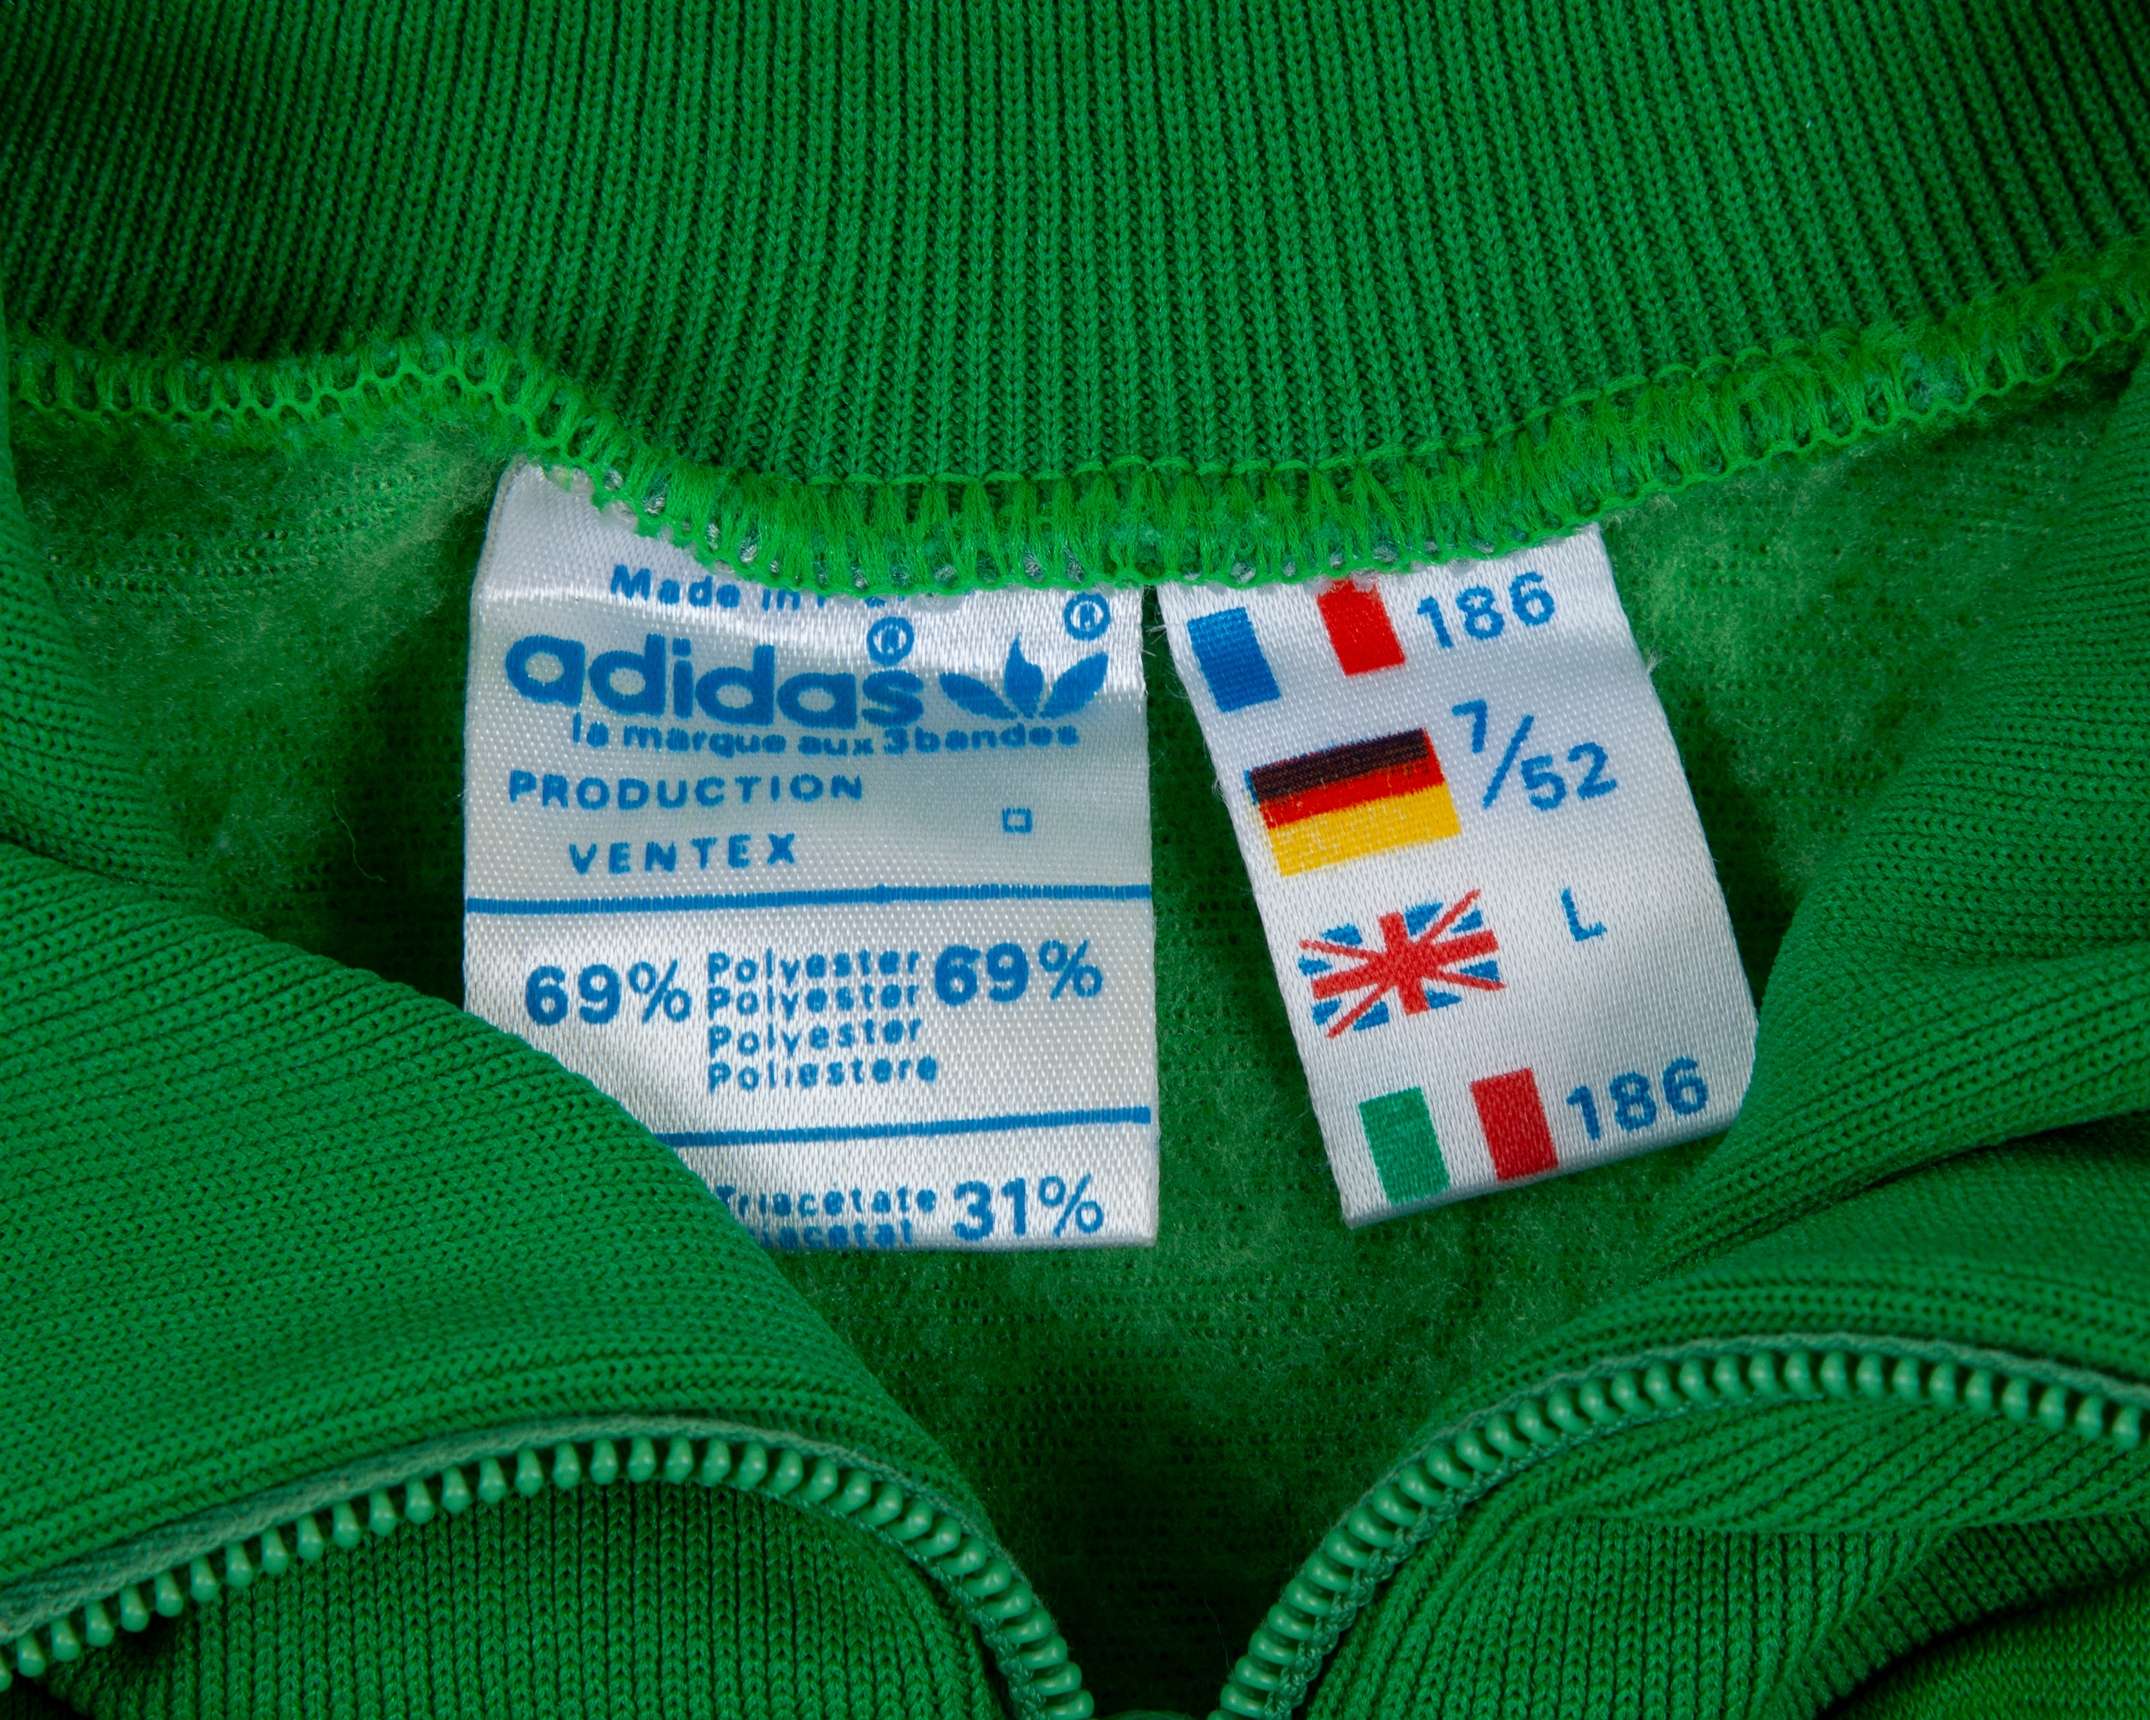 Made in
adidas ®
®
la marque aux 3 bandes
PRODUCTION
VENTEX
69% Polyester 69%
Polyester
Polyester
Poliestere
Triacétate 31%
186
7/52
L
186